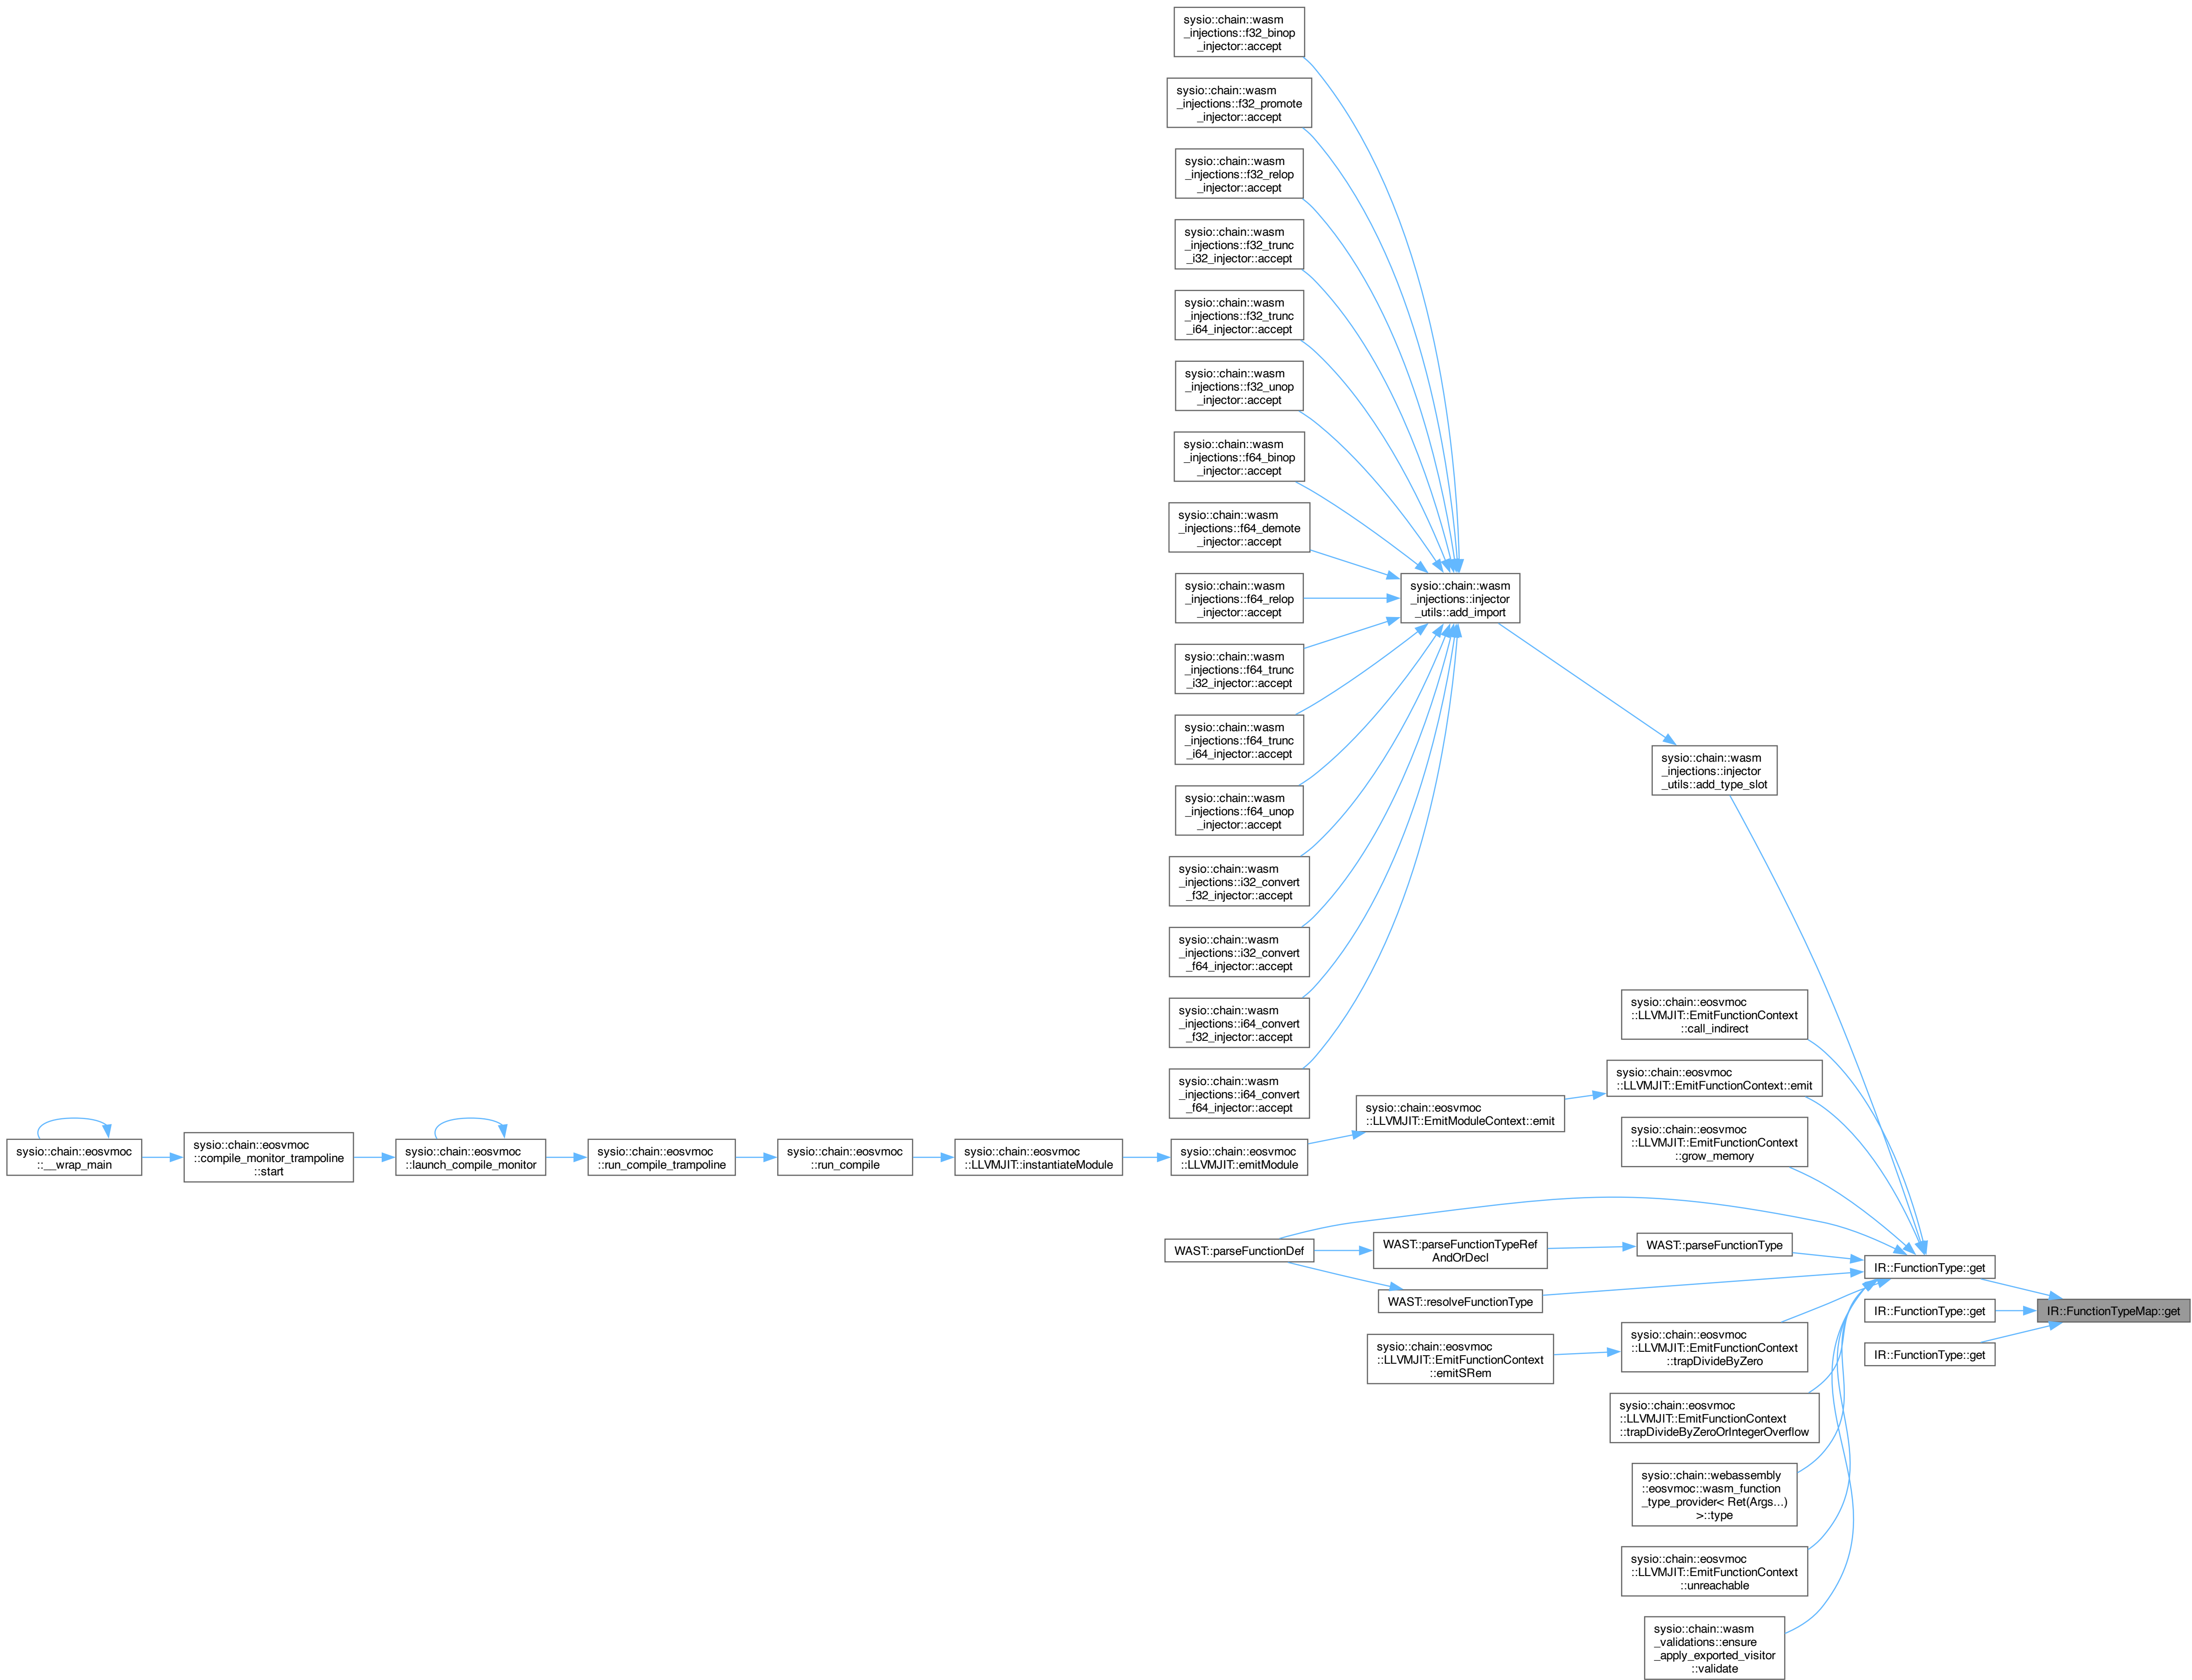 sysio::chain::wasm
_injections::f32_binop
_injector::accept
sysio::chain::wasm
_injections::f32_promote
_injector::accept
sysio::chain::wasm
_injections::f32_relop
_injector::accept
sysio::chain::wasm
_injections::f32_trunc
_i32_injector::accept
sysio::chain::wasm
_injections::f32_trunc
_i64_injector::accept
sysio::chain::wasm
_injections::f32_unop
_injector::accept
sysio::chain::wasm
_injections::f64_binop
_injector::accept
sysio::chain::wasm
_injections::f64_demote
_injector::accept
sysio::chain::wasm
_injections::f64_relop
_injector::accept
sysio::chain::wasm
_injections::injector
_utils::add_import
sysio::chain::wasm
_injections::f64_trunc
_i32_injector::accept
sysio::chain::wasm
_injections::f64_trunc
_i64_injector::accept
sysio::chain::wasm
_injections::injector
_utils::add_type_slot
sysio::chain::wasm
_injections::f64_unop
_injector::accept
sysio::chain::wasm
_injections::i32_convert
_f32_injector::accept
sysio::chain::wasm
_injections::i32_convert
_f64_injector::accept
sysio::chain::wasm
_injections::i64_convert
_f32_injector::accept
sysio::chain::eosvmoc
::LLVMJIT::EmitFunctionContext
::call_indirect
sysio::chain::wasm
_injections::i64_convert
_f64_injector::accept
sysio::chain::eosvmoc
::LLVMJIT::EmitFunctionContext::emit
sysio::chain::eosvmoc
::LLVMJIT::EmitModuleContext::emit
sysio::chain::eosvmoc
::LLVMJIT::EmitFunctionContext
::grow_memory
sysio::chain::eosvmoc
::__wrap_main
sysio::chain::eosvmoc
::compile_monitor_trampoline
::start
sysio::chain::eosvmoc
::launch_compile_monitor
sysio::chain::eosvmoc
::run_compile_trampoline
sysio::chain::eosvmoc
::run_compile
sysio::chain::eosvmoc
::LLVMJIT::instantiateModule
sysio::chain::eosvmoc
::LLVMJIT::emitModule
WAST::parseFunctionDef
WAST::parseFunctionTypeRef
AndOrDecl
WAST::parseFunctionType
IR::FunctionType::get
WAST::resolveFunctionType
IR::FunctionType::get
IR::FunctionTypeMap::get
sysio::chain::eosvmoc
::LLVMJIT::EmitFunctionContext
::trapDivideByZero
IR::FunctionType::get
sysio::chain::eosvmoc
::LLVMJIT::EmitFunctionContext
::emitSRem
sysio::chain::eosvmoc
::LLVMJIT::EmitFunctionContext
::trapDivideByZeroOrIntegerOverflow
sysio::chain::webassembly
::eosvmoc::wasm_function
_type_provider< Ret(Args...)
>::type
sysio::chain::eosvmoc
::LLVMJIT::EmitFunctionContext
::unreachable
sysio::chain::wasm
_validations::ensure
_apply_exported_visitor
::validate